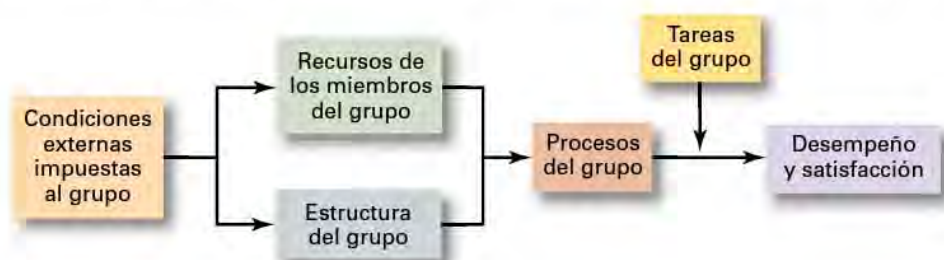 Condiciones
externas
impuestas
al grupo
Recursos de
los miembros
del grupo
Estructura
del grupo
Procesos
del grupo
Tareas
del grupo
Desempeño
y satisfacción